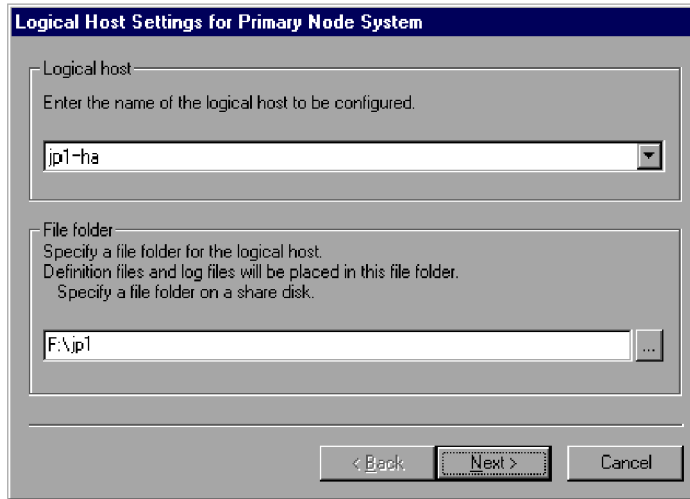 Logical Host Settings for Primary Node System
Logical host
Enter the name of the logical host to be configured.
jp1-ha
File folder
Specify a file folder for the logical host.
Definition files and log files will be placed in this file folder.
Specify a file folder on a share disk.
F:\jp1
...
< Back
Next >
Cancel